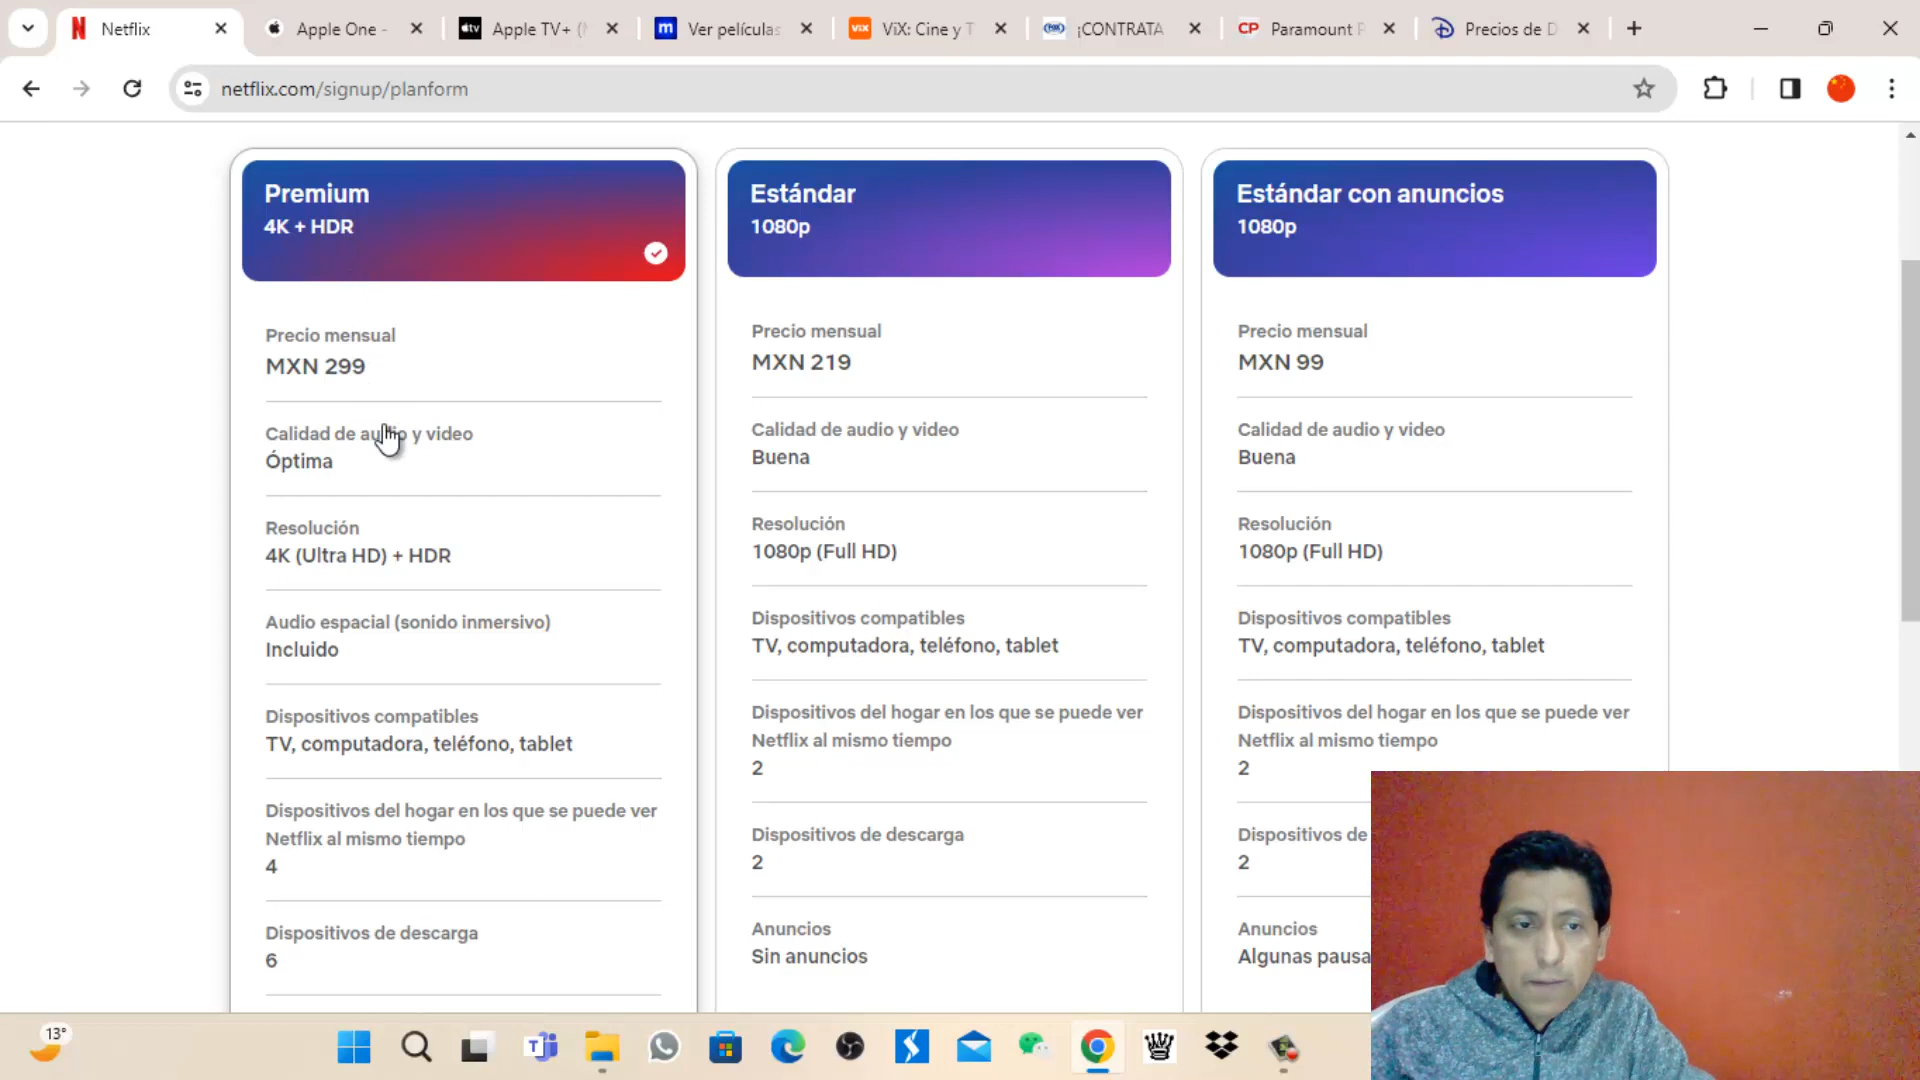 Netflix
Apple One -
Apple TV+ (
Ver películas
ViX: Cine y T
¡CONTRATA
Paramount P
Precios de D
netflix.com/signup/planform
Premium
4K + HDR
Precio mensual
MXN 299
Calidad de audio y video
Óptima
Resolución
4K (Ultra HD) + HDR
Audio espacial (sonido inmersivo)
Incluido
Dispositivos compatibles
TV, computadora, teléfono, tablet
Dispositivos del hogar en los que se puede ver
Netflix al mismo tiempo
4
Dispositivos de descarga
6
Estándar
1080p
Precio mensual
MXN 219
Calidad de audio y video
Buena
Resolución
1080p (Full HD)
Dispositivos compatibles
TV, computadora, teléfono, tablet
Dispositivos del hogar en los que se puede ver
Netflix al mismo tiempo
2
Dispositivos de descarga
2
Anuncios
Sin anuncios
Estándar con anuncios
1080p
Precio mensual
MXN 99
Calidad de audio y video
Buena
Resolución
1080p (Full HD)
Dispositivos compatibles
TV, computadora, teléfono, tablet
Dispositivos del hogar en los que se puede ver
Netflix al mismo tiempo
2
Dispositivos de
2
Anuncios
Algunas pausa
13°